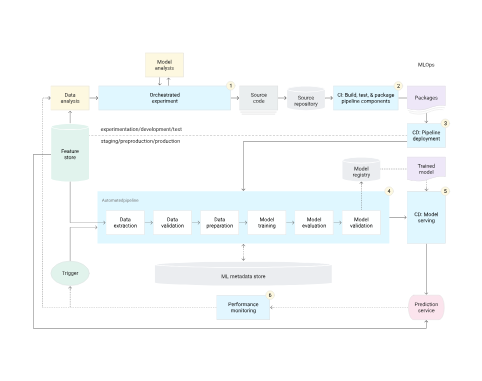 Model
analysis
MLOps
Data
analysis
1
Orchestrated
experiment
Source
code
Source
repository
2
CI: Build, test, & package
pipeline components
Packages
3
CD: Pipeline
deployment
experimentation/development/test
staging/preproduction/production
Feature
store
Model
registry
Trained
model
4
5
Automated pipeline
Data
extraction
Data
validation
Data
preparation
Model
training
Model
evaluation
Model
validation
CD: Model
serving
Trigger
ML metadata store
6
Performance
monitoring
Prediction
service